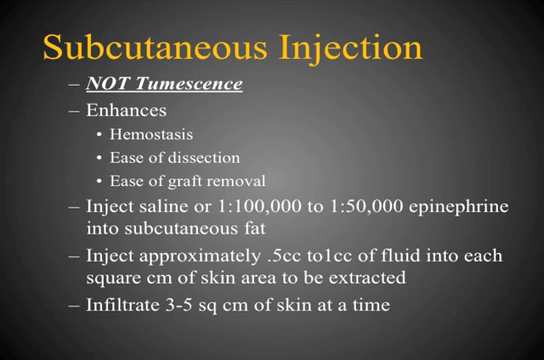 Subcutaneous Injection
– NOT Tumescence
– Enhances
• Hemostasis
• Ease of dissection
• Ease of graft removal
– Inject saline or 1:100,000 to 1:50,000 epinephrine
into subcutaneous fat
– Inject approximately .5cc to1cc of fluid into each
square cm of skin area to be extracted
– Infiltrate 3-5 sq cm of skin at a time